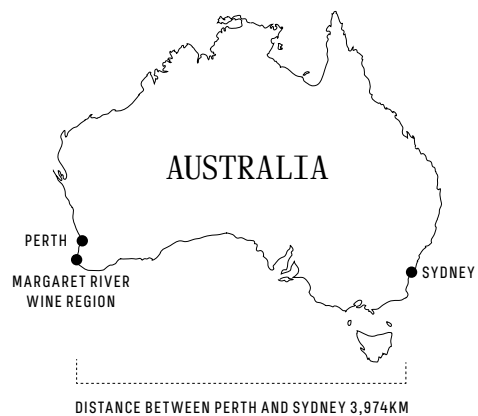 AUSTRALIA
PERTH
MARGARET RIVER
WINE REGION
SYDNEY
DISTANCE BETWEEN PERTH AND SYDNEY 3,974KM